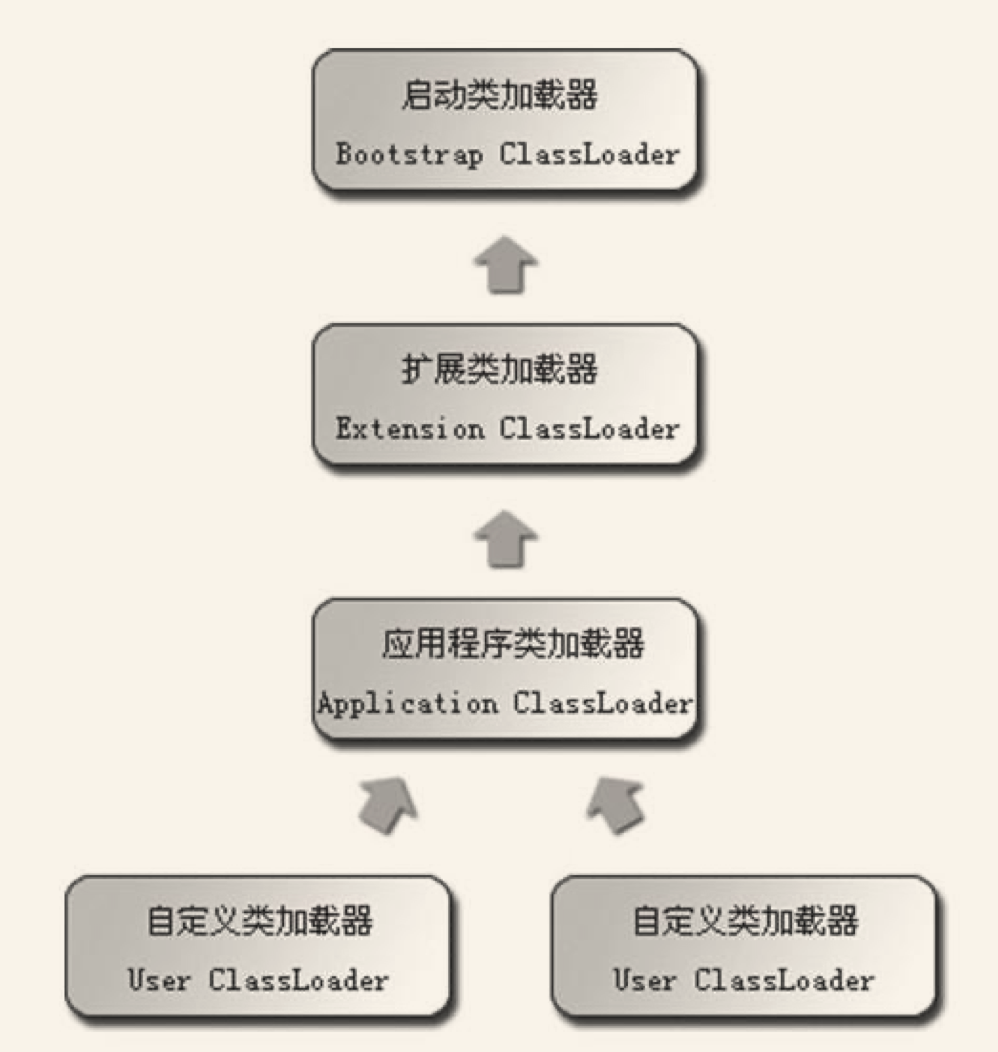 启动类加载器
Bootstrap ClassLoader
扩展类加载器
Extension ClassLoader
应用程序类加载器
Application ClassLoader
自定义类加载器
User ClassLoader
自定义类加载器
User ClassLoader